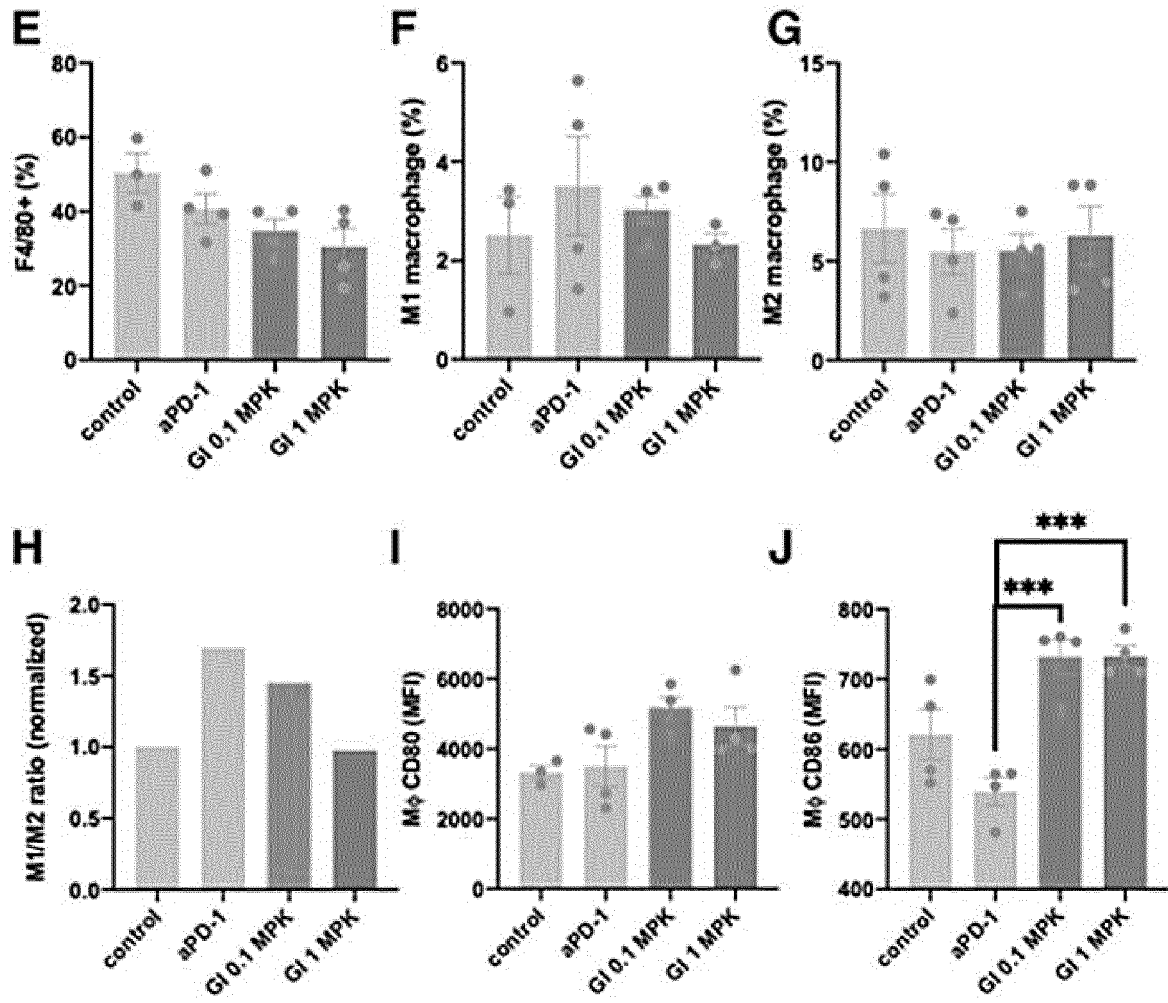 E
F4/80+ (%)
80
60
40
20
0
control
aPD-1
GI 0.1 MPK
GI 1 MPK
F
M1 macrophage (%)
6
4
2
0
control
aPD-1
GI 0.1 MPK
GI 1 MPK
G
M2 macrophage (%)
15
10
5
0
control
aPD-1
GI 0.1 MPK
GI 1 MPK
H
M1/M2 ratio (normalized)
2.0
1.5
1.0
0.5
0.0
control
aPD-1
GI 0.1 MPK
GI 1 MPK
I
Mϕ CD80 (MFI)
8000
6000
4000
2000
0
control
aPD-1
GI 0.1 MPK
GI 1 MPK
J
Mϕ CD86 (MFI)
800
700
600
500
400
***
***
control
aPD-1
GI 0.1 MPK
GI 1 MPK